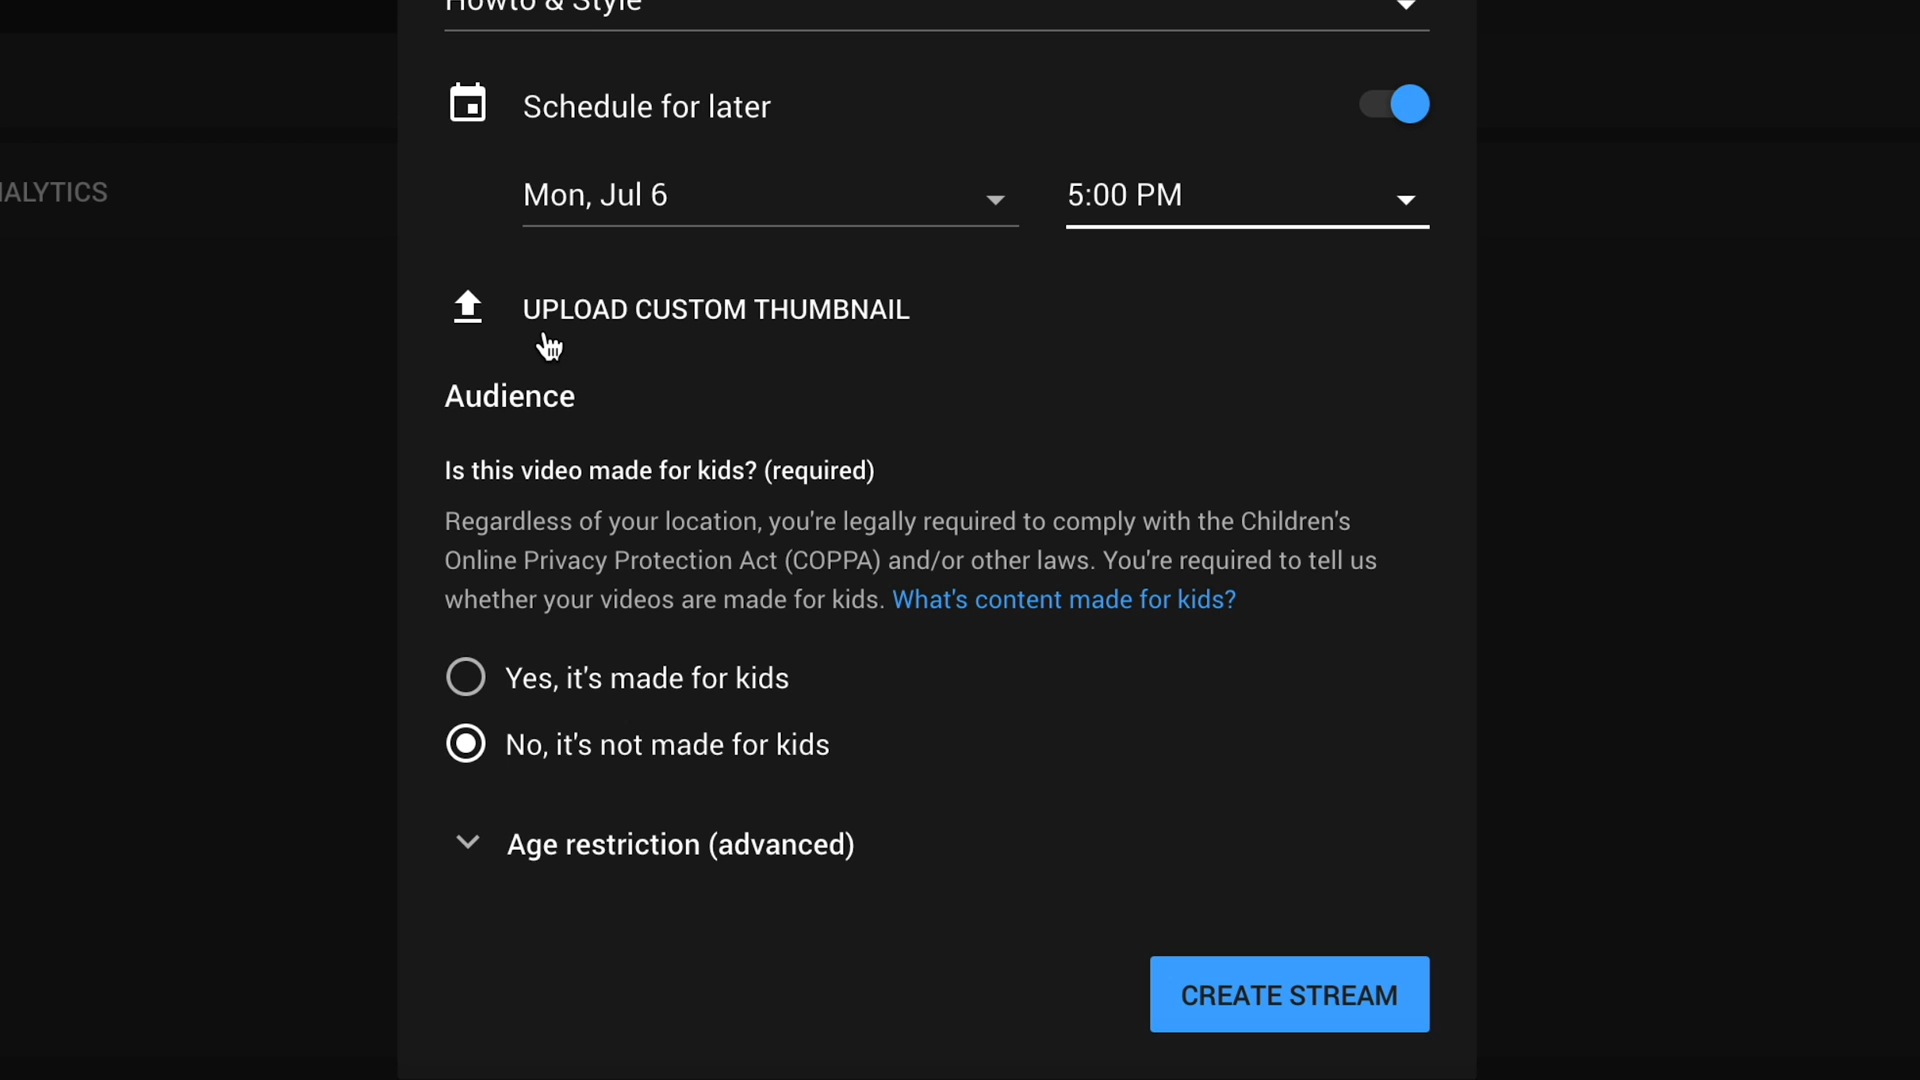 Howto & Style
Schedule for later
NALYTICS
Mon, Jul 6
5:00 PM
UPLOAD CUSTOM THUMBNAIL
Audience
Is this video made for kids? (required)
Regardless of your location, you're legally required to comply with the Children's
Online Privacy Protection Act (COPPA) and/or other laws. You're required to tell us
whether your videos are made for kids. What's content made for kids?
Yes, it's made for kids
No, it's not made for kids
Age restriction (advanced)
CREATE STREAM